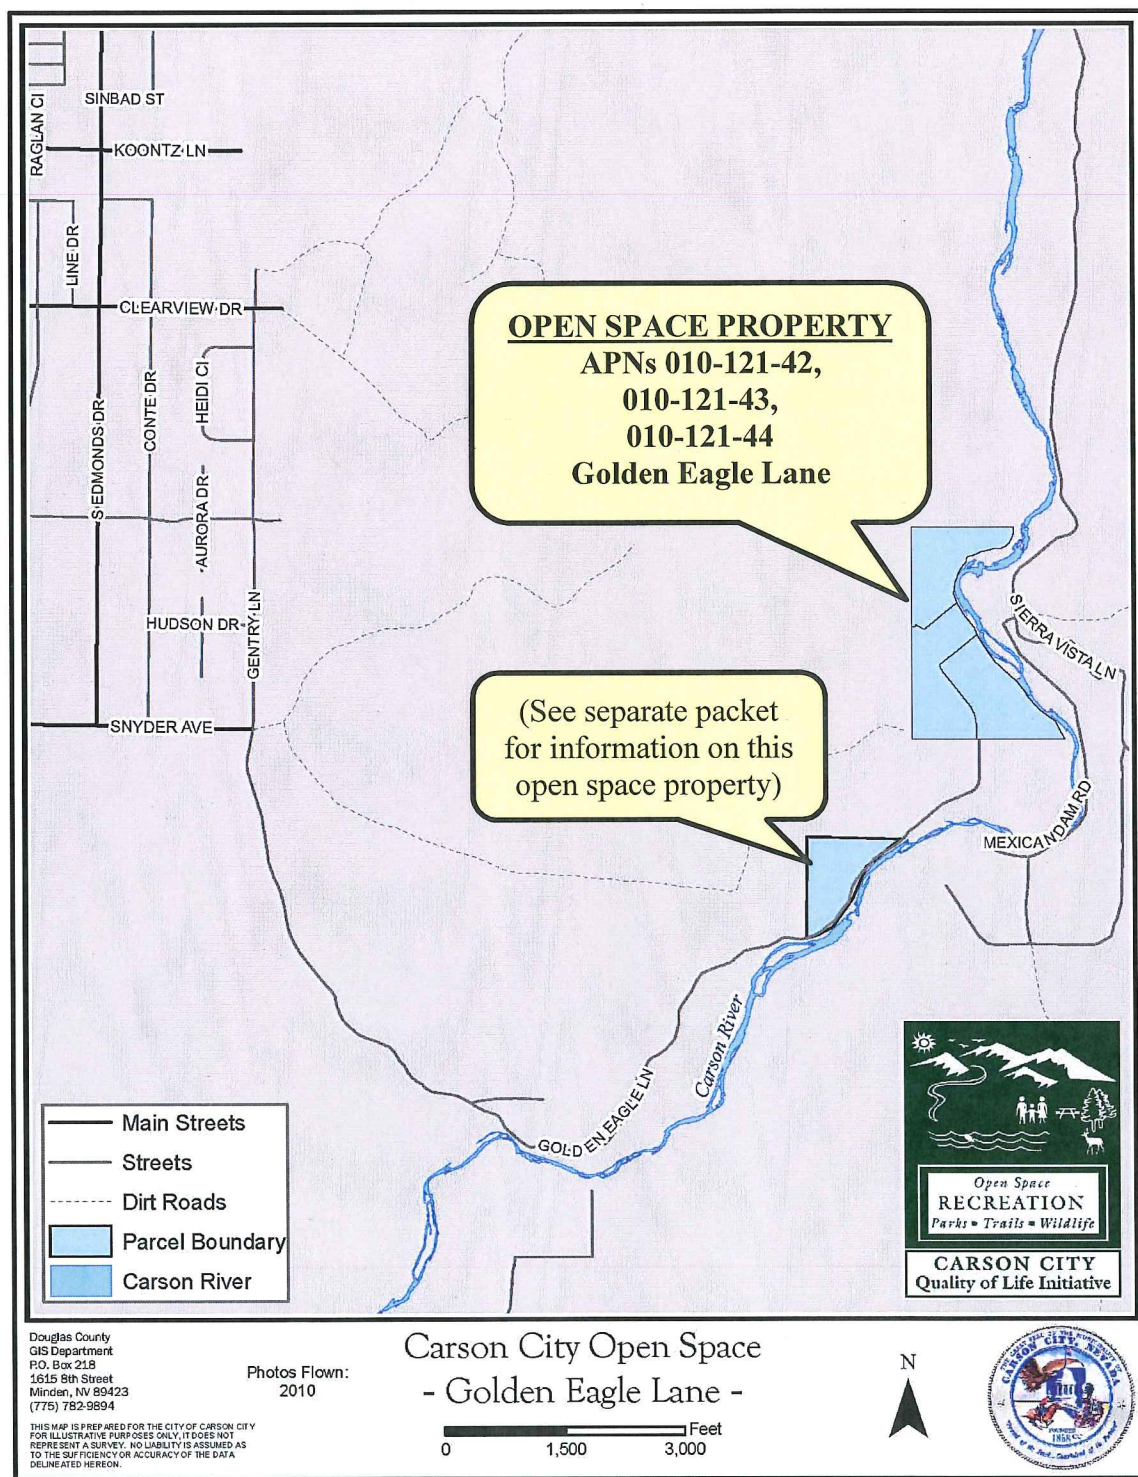 SINBAD ST
RAGLAN CI
KOONTZ LN
LINE DR
CLEARVIEW DR
HEIDI CI
CONTE DR
S EDMONDS DR
AURORA DR
HUDSON DR
GENTRY LN
SNYDER AVE
OPEN SPACE PROPERTY
APNs 010-121-42,
010-121-43,
010-121-44
Golden Eagle Lane
SIERRA VISTA LN
(See separate packet
for information on this
open space property)
MEXICAN DAM RD
Carson River
GOLDEN EAGLE LN
Main Streets
Streets
Dirt Roads
Parcel Boundary
Carson River
Open Space
RECREATION
Parks • Trails • Wildlife
CARSON CITY
Quality of Life Initiative
Douglas County
GIS Department
P.O. Box 218
1615 8th Street
Minden, NV 89423
(775) 782-9894
THIS MAP IS PREPARED FOR THE CITY OF CARSON CITY
FOR ILLUSTRATIVE PURPOSES ONLY, IT DOES NOT
REPRESENT A SURVEY. NO LIABILITY IS ASSUMED AS
TO THE SUFFICIENCY OR ACCURACY OF THE DATA
DELINEATED HEREON.
Photos Flown:
2010
Carson City Open Space
- Golden Eagle Lane -
Feet
0 1,500 3,000
N
CARSON CITY, NEVADA
FOUNDED
1858